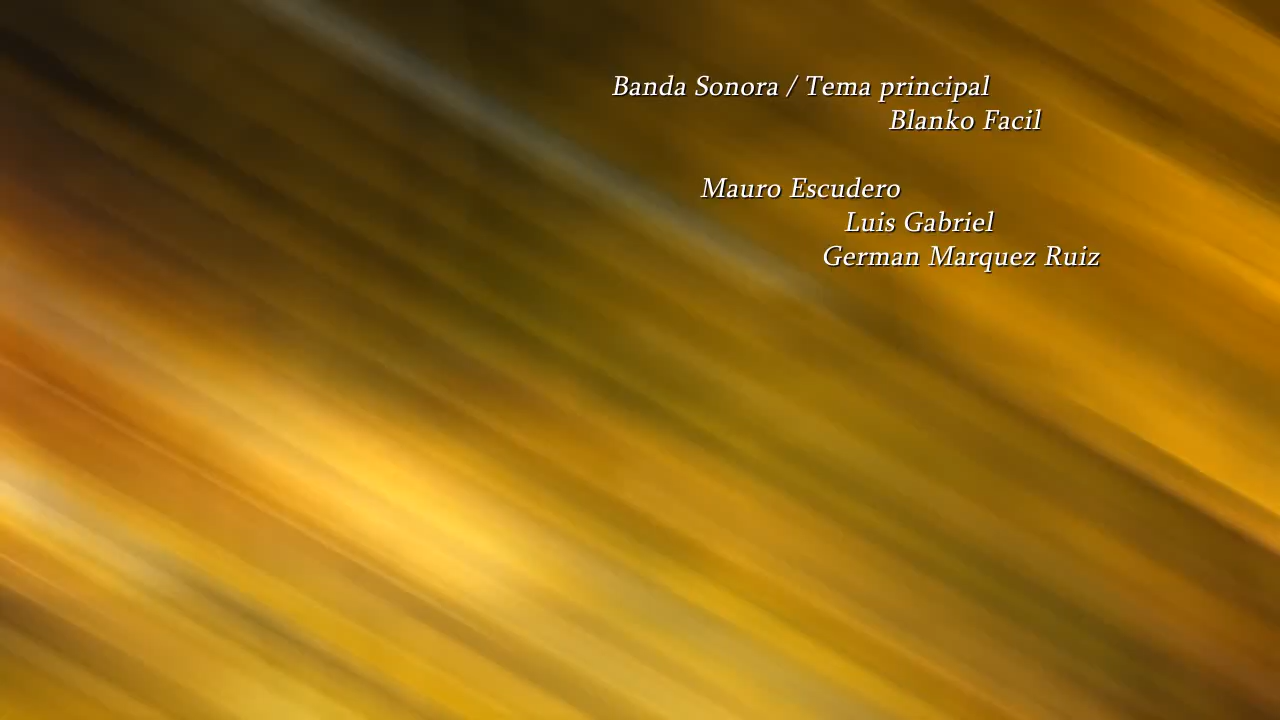 Banda Sonora / Tema principal
Blanko Facil
Mauro Escudero
Luis Gabriel
German Marquez Ruiz